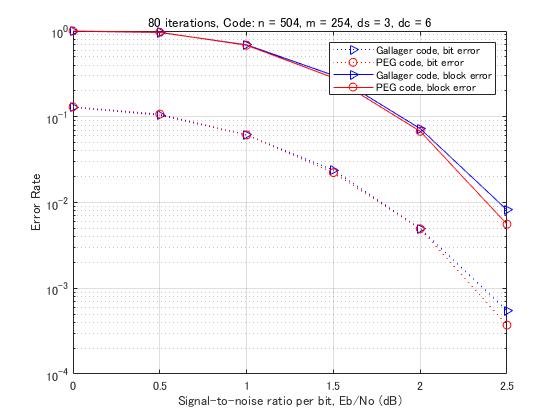 80 iterations, Code: n = 504, m = 254, ds = 3, dc = 6
10^0
Gallager code, bit error
PEG code, bit error
Gallager code, block error
PEG code, block error
10^-1
10^-2
10^-3
10^-4
Error Rate
0 0.5 1 1.5 2 2.5
Signal-to-noise ratio per bit, Eb/No (dB)